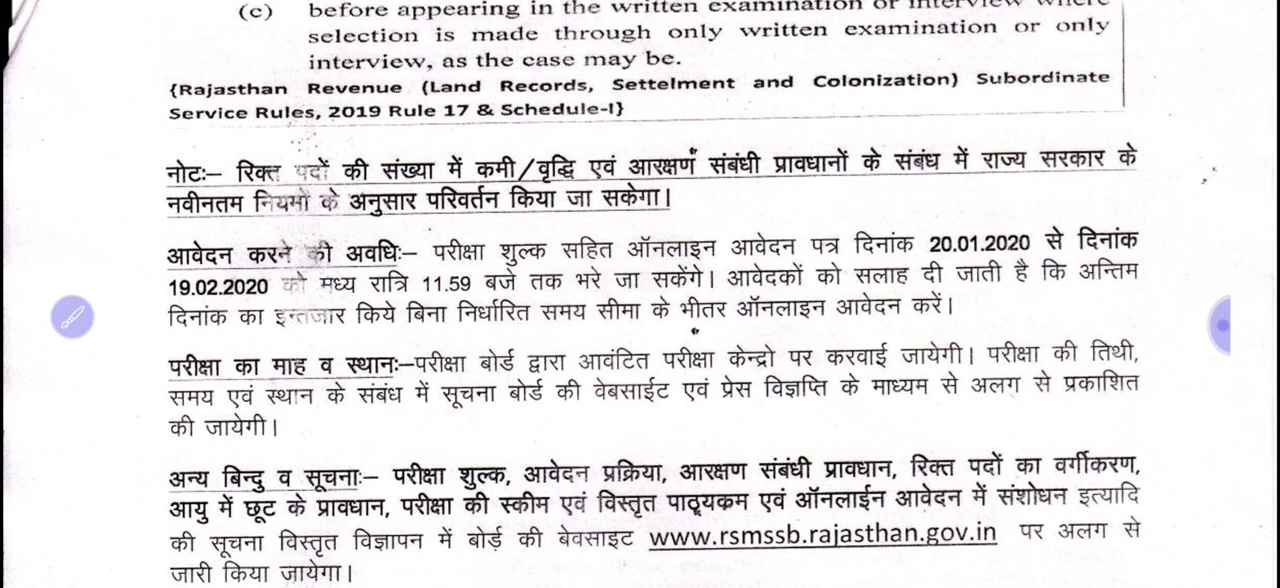 (c) before appearing in the written examination or interview where
selection is made through only written examination or only
interview, as the case may be.
{Rajasthan Revenue (Land Records, Settelment and Colonization) Subordinate
Service Rules, 2019 Rule 17 & Schedule-I}
नोटः– रिक्त पदों की संख्या में कमी/वृद्धि एवं आरक्षण संबंधी प्रावधानों के संबंध में राज्य सरकार के
नवीनतम नियमों के अनुसार परिवर्तन किया जा सकेगा।
आवेदन करने की अवधिः– परीक्षा शुल्क सहित ऑनलाइन आवेदन पत्र दिनांक 20.01.2020 से दिनांक
19.02.2020 को मध्य रात्रि 11.59 बजे तक भरे जा सकेंगे। आवेदकों को सलाह दी जाती है कि अन्तिम
दिनांक का इन्तजार किये बिना निर्धारित समय सीमा के भीतर ऑनलाइन आवेदन करें।
परीक्षा का माह व स्थानः–परीक्षा बोर्ड द्वारा आवंटित परीक्षा केन्द्रो पर करवाई जायेगी। परीक्षा की तिथी,
समय एवं स्थान के संबंध में सूचना बोर्ड की वेबसाईट एवं प्रेस विज्ञप्ति के माध्यम से अलग से प्रकाशित
की जायेगी।
अन्य बिन्दु व सूचनाः– परीक्षा शुल्क, आवेदन प्रक्रिया, आरक्षण संबंधी प्रावधान, रिक्त पदों का वर्गीकरण,
आयु में छूट के प्रावधान, परीक्षा की स्कीम एवं विस्तृत पाठ्यकम एवं ऑनलाईन आवेदन में संशोधन इत्यादि
की सूचना विस्तृत विज्ञापन में बोर्ड़ की बेवसाइट www.rsmssb.rajasthan.gov.in पर अलग से
जारी किया जायेगा।